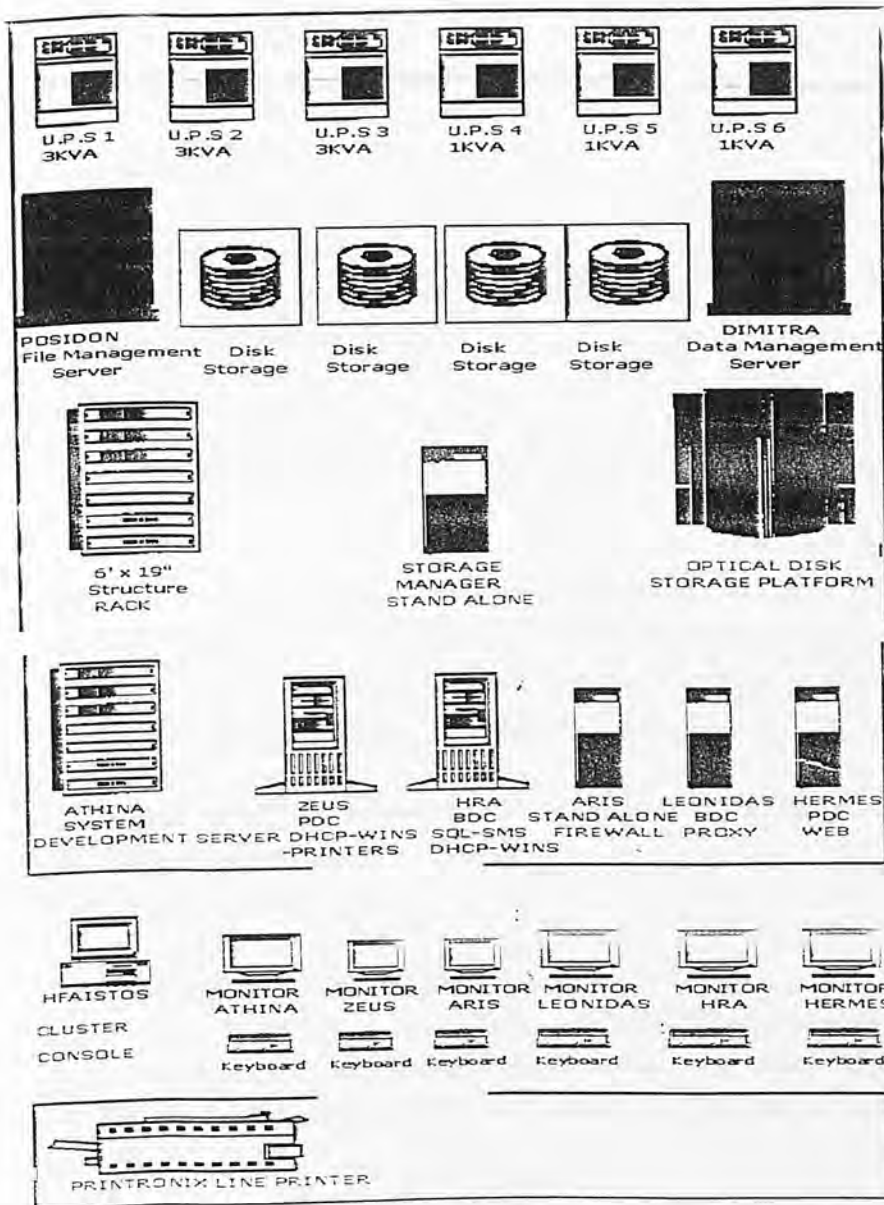 U.P.S 1
3KVA
U.P.S 2
3KVA
U.P.S 3
3KVA
U.P.S 4
1KVA
U.P.S 5
1KVA
U.P.S 6
1KVA
POSIDON
File Management
Server
Disk
Storage
Disk
Storage
Disk
Storage
Disk
Storage
DIMITRA
Data Management
Server
6' x 19"
Structure
RACK
STORAGE
MANAGER
STAND ALONE
OPTICAL DISK
STORAGE PLATFORM
ATHINA
SYSTEM
DEVELOPMENT SERVER
ZEUS
PDC
DHCP-WINS
-PRINTERS
HRA
BDC
SQL-SMS
DHCP-WINS
ARIS
STAND ALONE
FIREWALL
LEONIDAS
BDC
PROXY
HERMES
PDC
WEB
HFAISTOS
CLUSTER
CONSOLE
MONITOR
ATHINA
MONITOR
ZEUS
MONITOR
ARIS
MONITOR
LEONIDAS
MONITOR
HRA
MONITOR
HERMES
Keyboard
Keyboard
Keyboard
Keyboard
Keyboard
Keyboard
PRINTRONIX LINE PRINTER